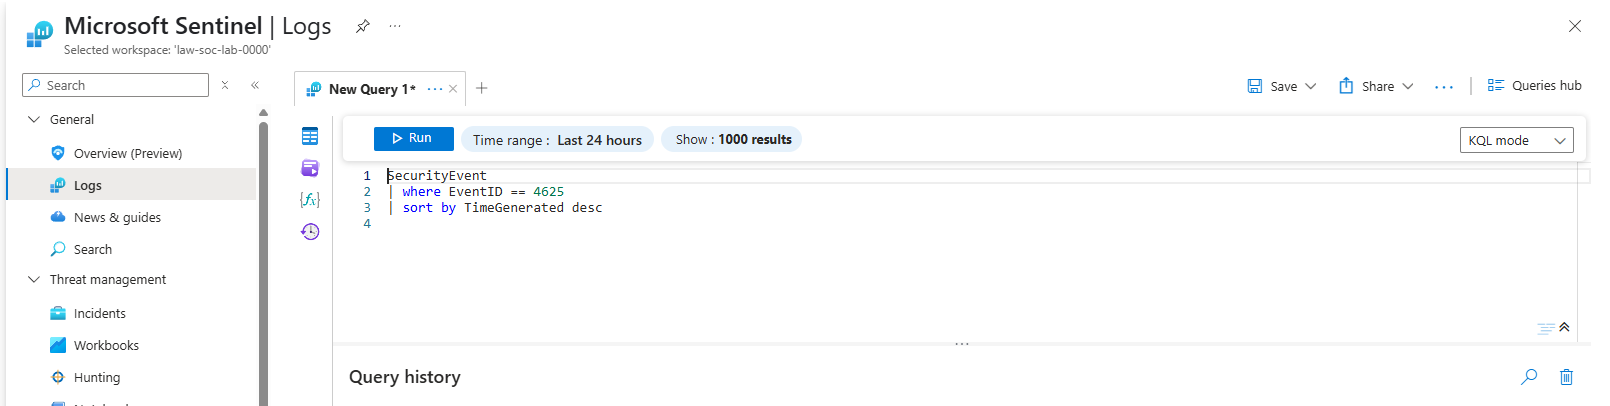 Microsoft Sentinel | Logs
Selected workspace: 'law-soc-lab-0000'
Search
General
Overview (Preview)
Logs
News & guides
Search
Threat management
Incidents
Workbooks
Hunting
New Query 1*
Save
Share
Queries hub
Run
Time range : Last 24 hours
Show : 1000 results
KQL mode
1 SecurityEvent
2 | where EventID == 4625
3 | sort by TimeGenerated desc
4
Query history